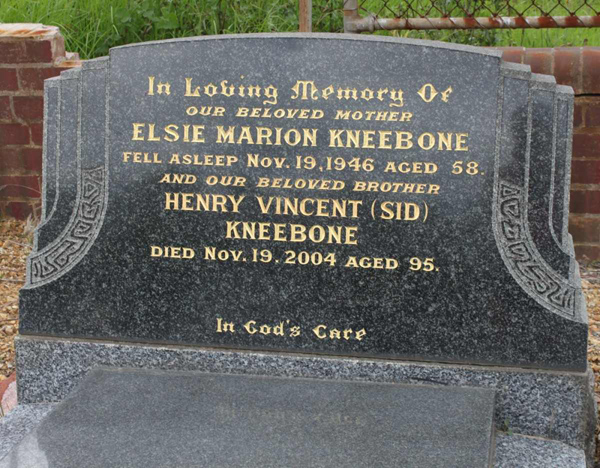 In Loving Memory Of
OUR BELOVED MOTHER
ELSIE MARION KNEEBONE
FELL ASLEEP NOV. 19, 1946 AGED 58.
AND OUR BELOVED BROTHER
HENRY VINCENT (SID)
KNEEBONE
DIED NOV. 19. 2004 AGED 95.
In God's Care